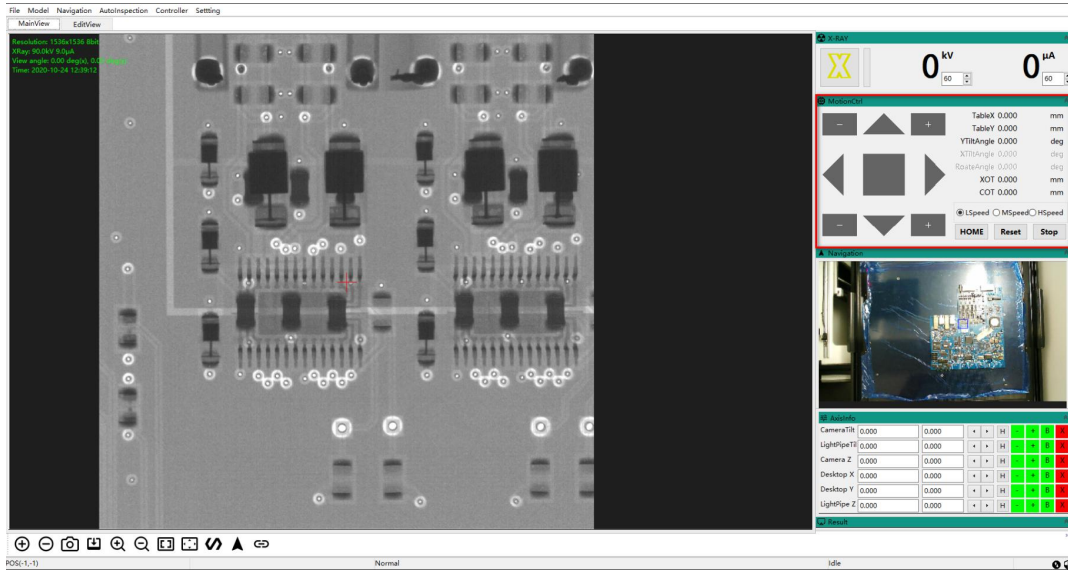 File Model Navigation AutoInspection Controller Settting
MainView EditView
Resolution: 1536x1536 8bit
XRay: 90.0kV 9.0μA
View angle: 0.00 deg(s), 0.0
Time: 2020-10-24 12:39:12
X-RAY
0 kV 60 0 μA 60
MotionCtrl
− +
TableX 0.000 mm
TableY 0.000 mm
YTiltAngle 0.000 deg
XTiltAngle 0.000 deg
RoateAngle 0.000 deg
XOT 0.000 mm
COT 0.000 mm
LSpeed MSpeed HSpeed
− +
HOME Reset Stop
Navigation
AxisInfo
CameraTilt 0.000 0.000 H - + B X
LightPipeTil 0.000 0.000 H - + B X
Camera Z 0.000 0.000 H - + B X
Desktop X 0.000 0.000 H - + B X
Desktop Y 0.000 0.000 H - + B X
LightPipe Z 0.000 0.000 H - + B X
Result
POS(-1,-1) Normal Idle